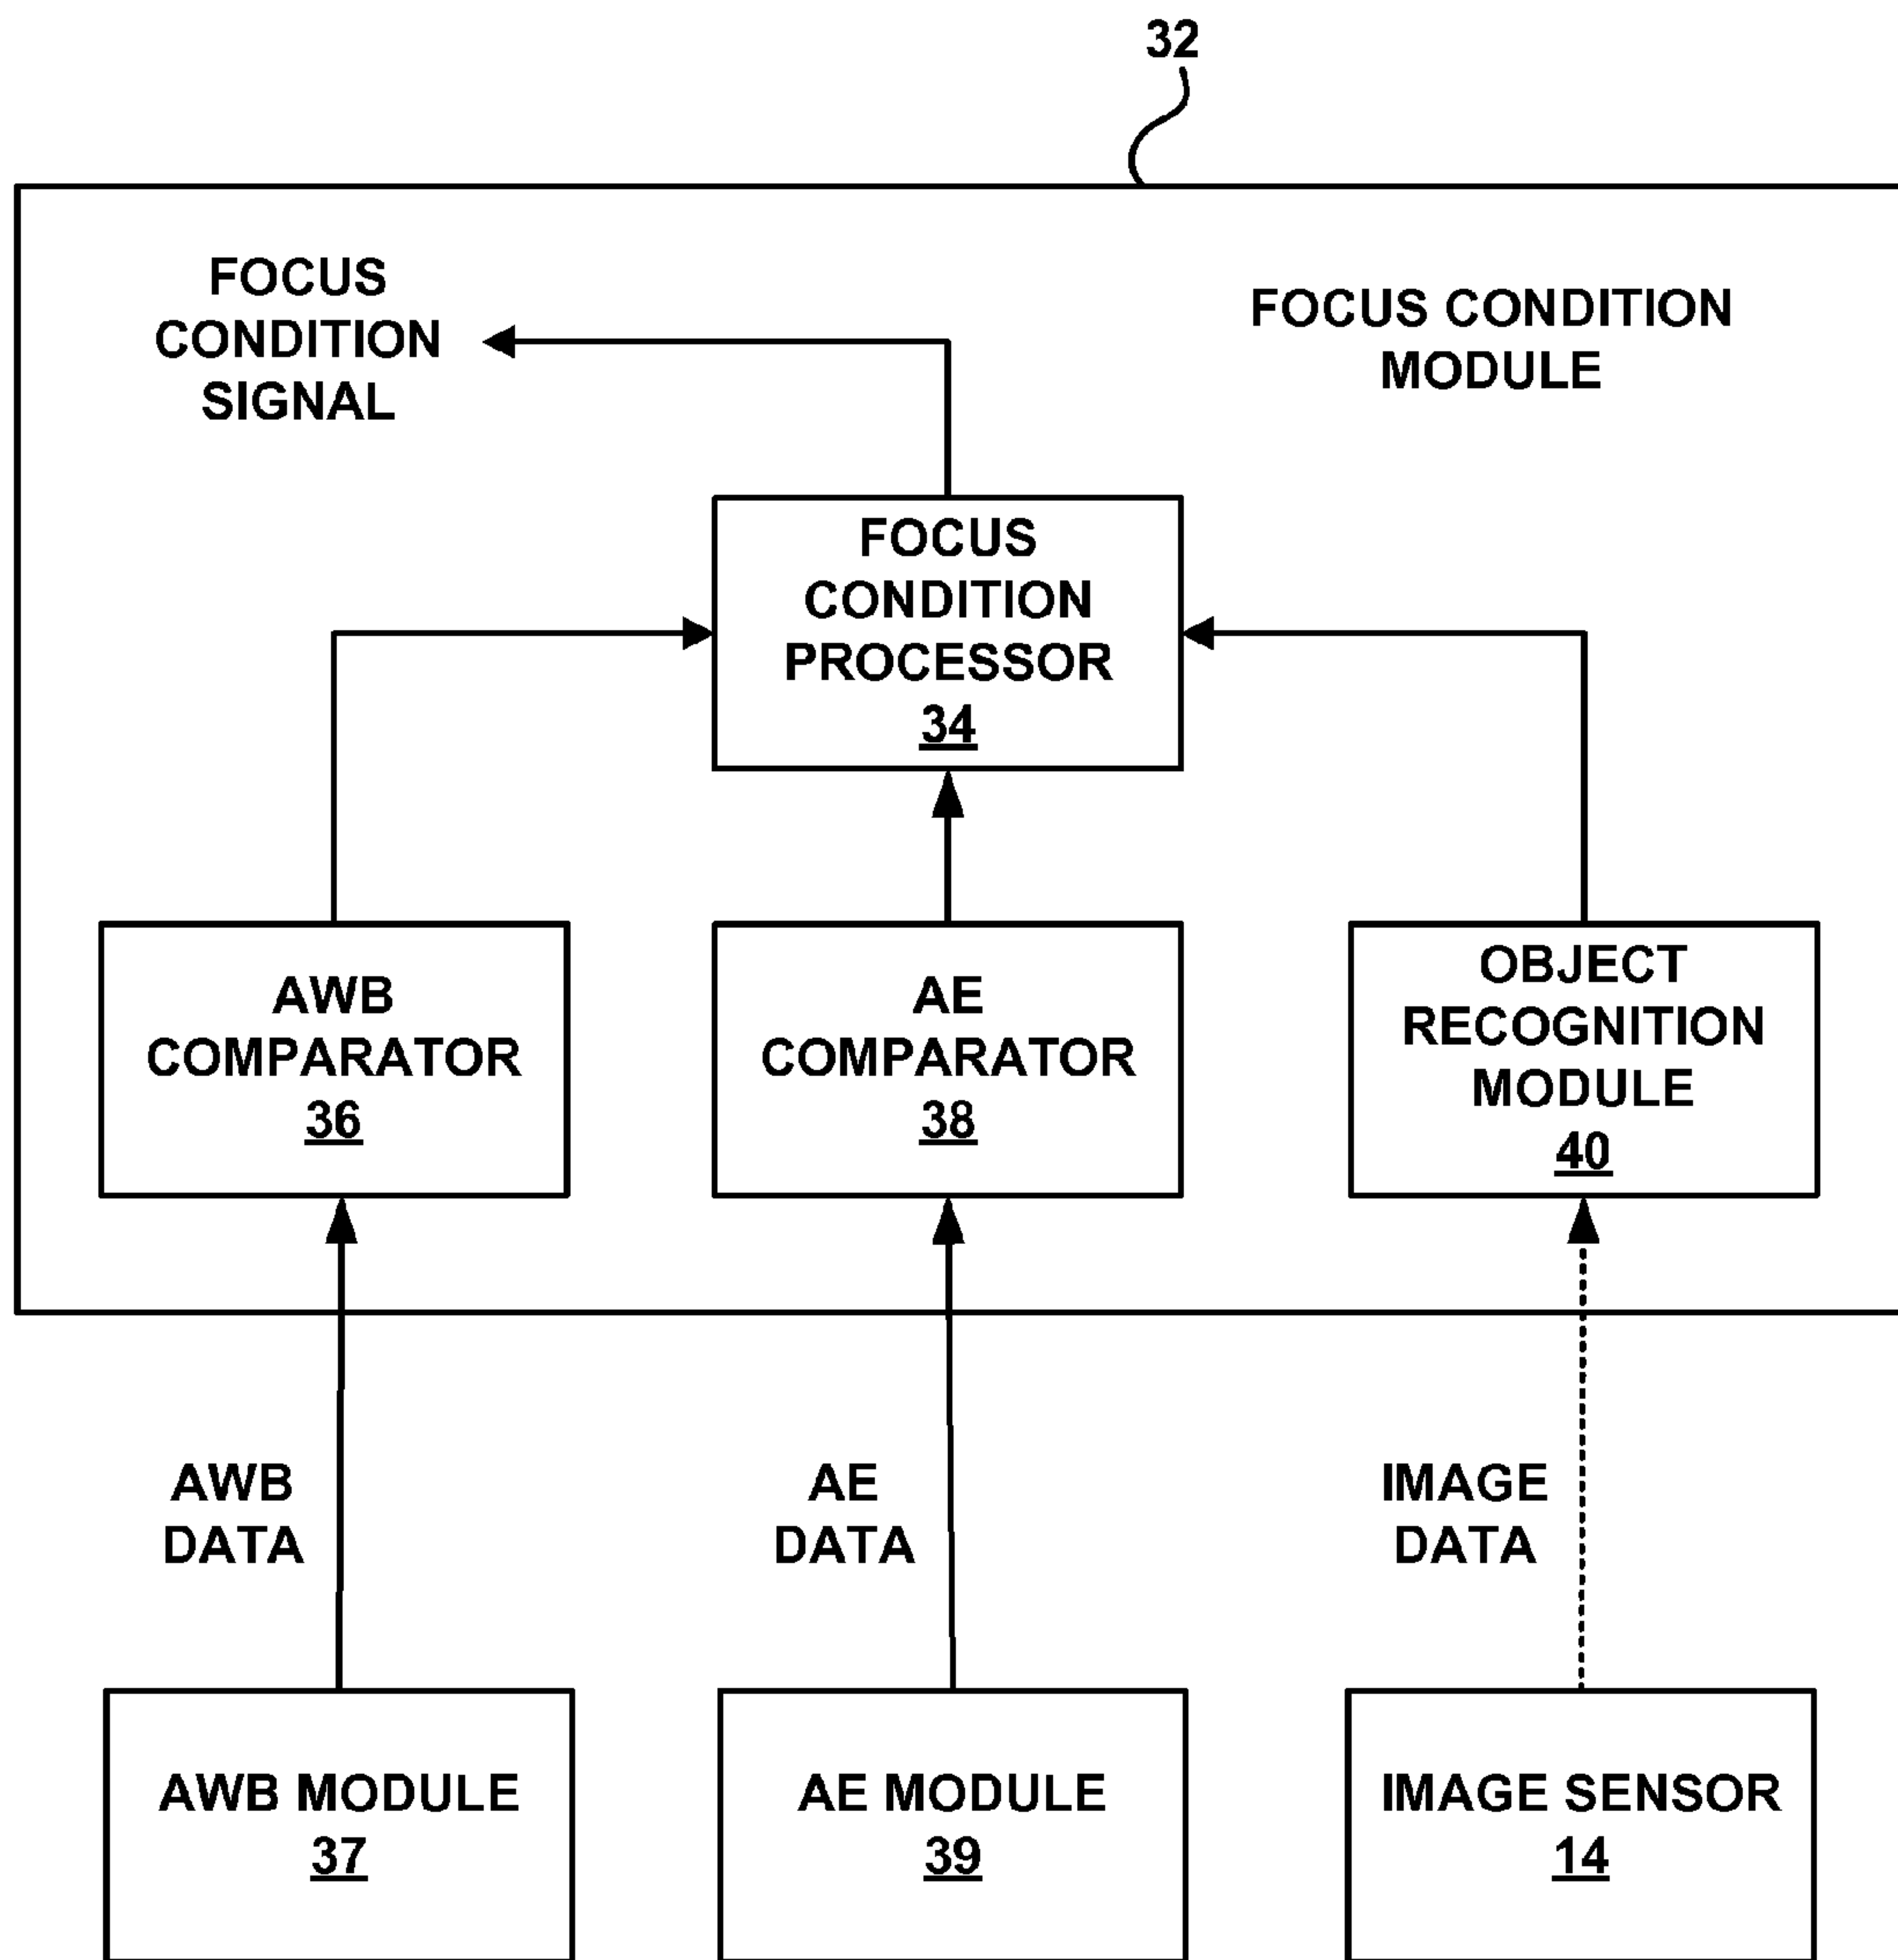 32
FOCUS
CONDITION
SIGNAL
FOCUS CONDITION
MODULE
FOCUS
CONDITION
PROCESSOR
34
AWB
COMPARATOR
36
AE
COMPARATOR
38
OBJECT
RECOGNITION
MODULE
40
AWB
DATA
AE
DATA
IMAGE
DATA
AWB MODULE
37
AE MODULE
39
IMAGE SENSOR
14